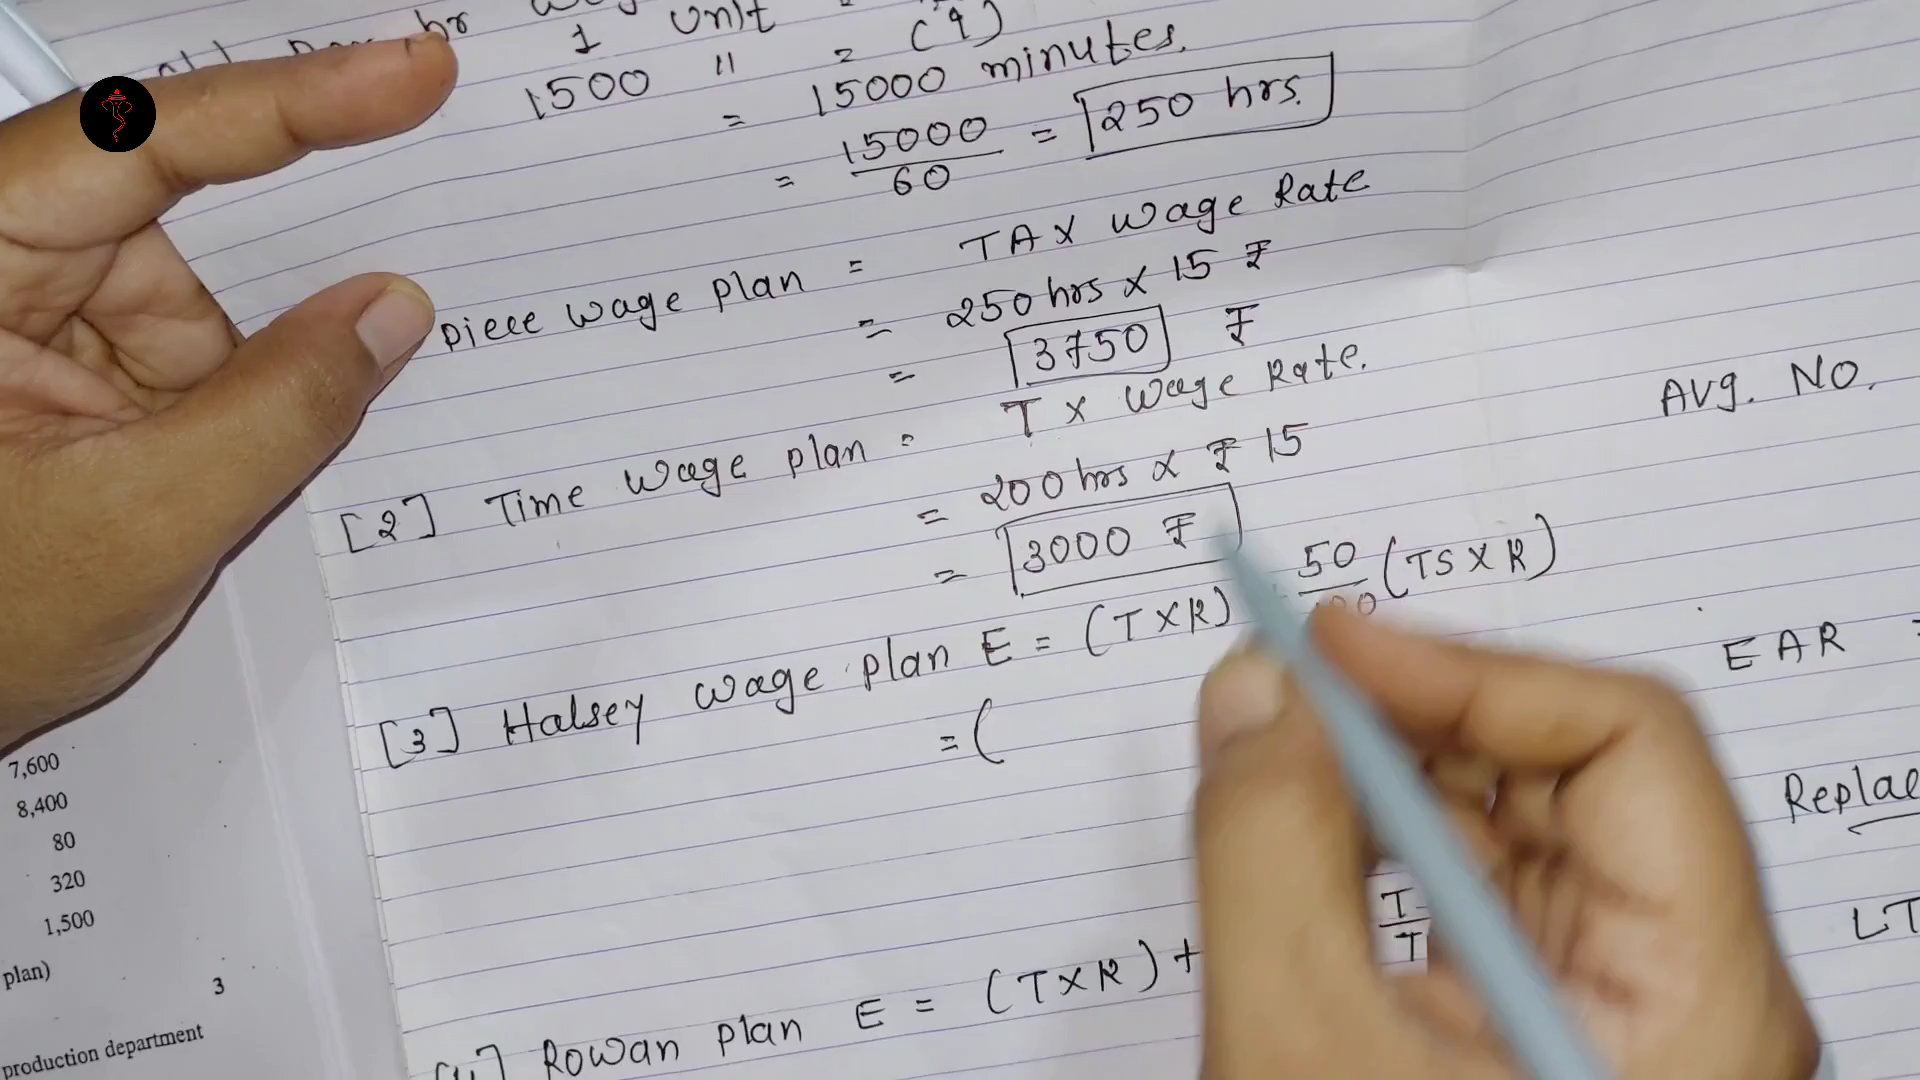 1 Unit
1500 " = (9)
= 15000 minutes.
= 15000/60 = 250 hrs.
Piece wage plan = TA X Wage Rate
= 250 hrs x 15 ₹
= 3750 ₹
[2] Time Wage plan = T x Wage Rate.
= 200 hrs x ₹ 15
= 3000 ₹
[3] Halsey wage plan E = (T X R) 50 (TS X R)
= (
Rowan plan E = (T X R) + T/T
Avg. NO.
EAR =
LT
7,600
8,400
80
320
1,500
plan)
3
production department